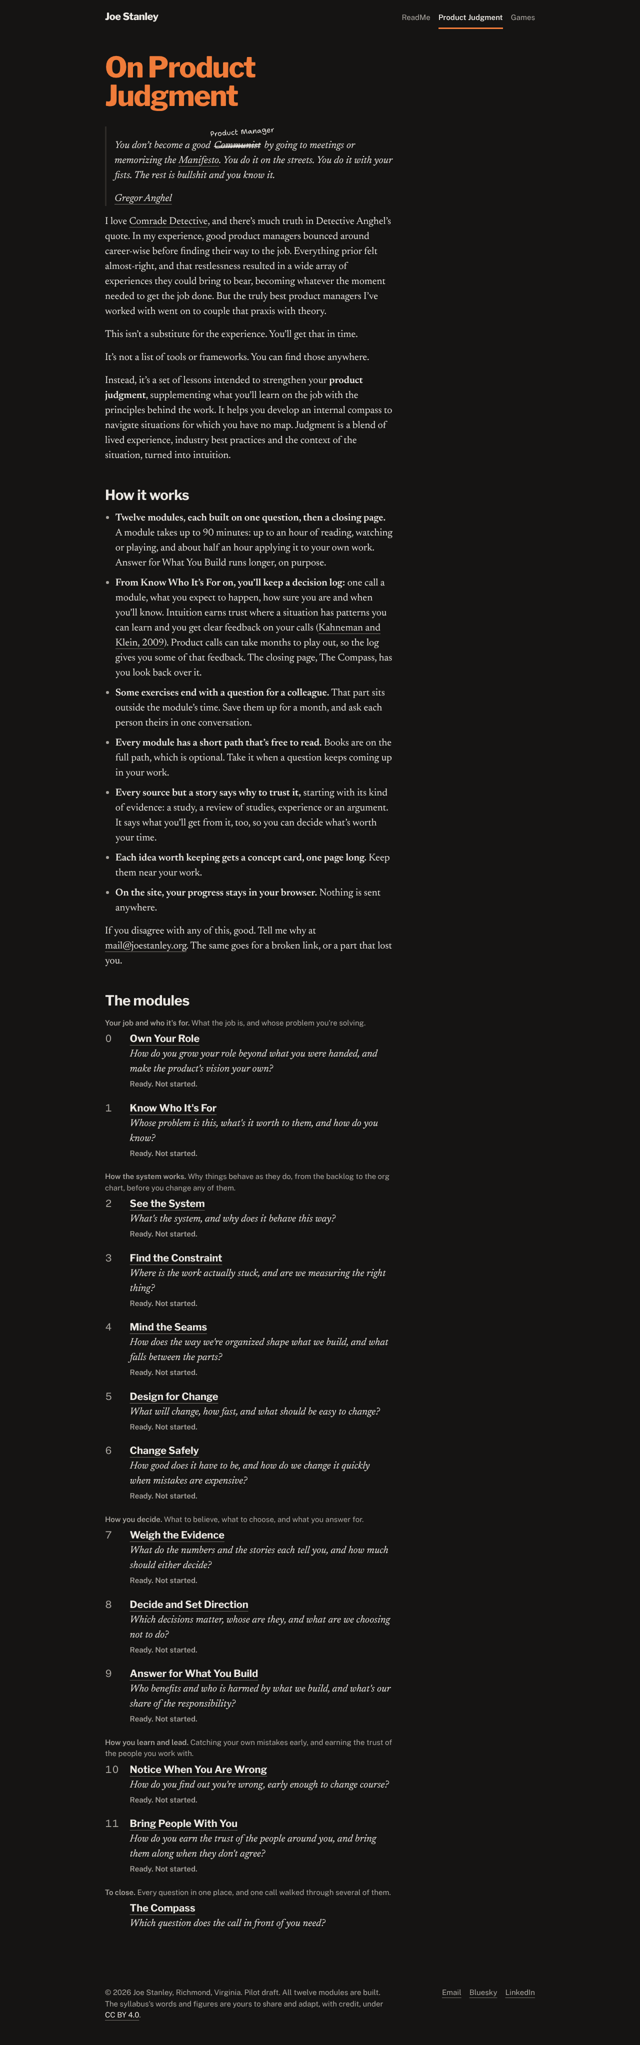 Joe Stanley
ReadMe Product Judgment Games
On Product
Judgment
Product Manager
You don't become a good Communist by going to meetings or
memorizing the Manifesto. You do it on the streets. You do it with your
fists. The rest is bullshit and you know it.
Gregor Anghel
I love Comrade Detective, and there's much truth in Detective Anghel's
quote. In my experience, good product managers bounced around
career-wise before finding their way to the job. Everything prior felt
almost-right, and that restlessness resulted in a wide array of
experiences they could bring to bear, becoming whatever the moment
needed to get the job done. But the truly best product managers I've
worked with went on to couple that praxis with theory.
This isn't a substitute for the experience. You'll get that in time.
It's not a list of tools or frameworks. You can find those anywhere.
Instead, it's a set of lessons intended to strengthen your product
judgment, supplementing what you'll learn on the job with the
principles behind the work. It helps you develop an internal compass to
navigate situations for which you have no map. Judgment is a blend of
lived experience, industry best practices and the context of the
situation, turned into intuition.
How it works
• Twelve modules, each built on one question, then a closing page.
A module takes up to 90 minutes: up to an hour of reading, watching
or playing, and about half an hour applying it to your own work.
Answer for What You Build runs longer, on purpose.
• From Know Who It's For on, you'll keep a decision log: one call a
module, what you expect to happen, how sure you are and when
you'll know. Intuition earns trust where a situation has patterns you
can learn and you get clear feedback on your calls (Kahneman and
Klein, 2009). Product calls can take months to play out, so the log
gives you some of that feedback. The closing page, The Compass, has
you look back over it.
• Some exercises end with a question for a colleague. That part sits
outside the module's time. Save them up for a month, and ask each
person theirs in one conversation.
• Every module has a short path that's free to read. Books are on the
full path, which is optional. Take it when a question keeps coming up
in your work.
• Every source but a story says why to trust it, starting with its kind
of evidence: a study, a review of studies, experience or an argument.
It says what you'll get from it, too, so you can decide what's worth
your time.
• Each idea worth keeping gets a concept card, one page long. Keep
them near your work.
• On the site, your progress stays in your browser. Nothing is sent
anywhere.
If you disagree with any of this, good. Tell me why at
mail@joestanley.org. The same goes for a broken link, or a part that lost
you.
The modules
Your job and who it's for. What the job is, and whose problem you're solving.
0 Own Your Role
How do you grow your role beyond what you were handed, and
make the product's vision your own?
Ready. Not started.
1 Know Who It's For
Whose problem is this, what's it worth to them, and how do you
know?
Ready. Not started.
How the system works. Why things behave as they do, from the backlog to the org
chart, before you change any of them.
2 See the System
What's the system, and why does it behave this way?
Ready. Not started.
3 Find the Constraint
Where is the work actually stuck, and are we measuring the right
thing?
Ready. Not started.
4 Mind the Seams
How does the way we're organized shape what we build, and what
falls between the parts?
Ready. Not started.
5 Design for Change
What will change, how fast, and what should be easy to change?
Ready. Not started.
6 Change Safely
How good does it have to be, and how do we change it quickly
when mistakes are expensive?
Ready. Not started.
How you decide. What to believe, what to choose, and what you answer for.
7 Weigh the Evidence
What do the numbers and the stories each tell you, and how much
should either decide?
Ready. Not started.
8 Decide and Set Direction
Which decisions matter, whose are they, and what are we choosing
not to do?
Ready. Not started.
9 Answer for What You Build
Who benefits and who is harmed by what we build, and what's our
share of the responsibility?
Ready. Not started.
How you learn and lead. Catching your own mistakes early, and earning the trust of
the people you work with.
10 Notice When You Are Wrong
How do you find out you're wrong, early enough to change course?
Ready. Not started.
11 Bring People With You
How do you earn the trust of the people around you, and bring
them along when they don't agree?
Ready. Not started.
To close. Every question in one place, and one call walked through several of them.
The Compass
Which question does the call in front of you need?
© 2026 Joe Stanley, Richmond, Virginia. Pilot draft. All twelve modules are built.
The syllabus's words and figures are yours to share and adapt, with credit, under
CC BY 4.0.
Email Bluesky LinkedIn